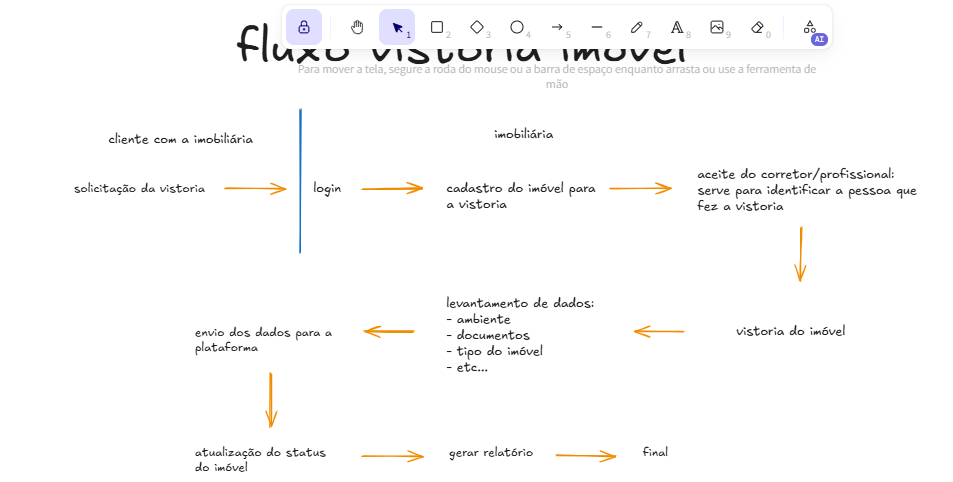 1 2 3 4 5 6 7 8 9 0 AI
fluxo vistoria imóvel
Para mover a tela, segure a roda do mouse ou a barra de espaço enquanto arrasta ou use a ferramenta de
mão
cliente com a imobiliária
imobiliária
solicitação da vistoria
login
cadastro do imóvel para
a vistoria
aceite do corretor/profissional:
serve para identificar a pessoa que
fez a vistoria
vistoria do imóvel
levantamento de dados:
- ambiente
- documentos
- tipo do imóvel
- etc...
envio dos dados para a
plataforma
atualização do status
do imóvel
gerar relatório
final